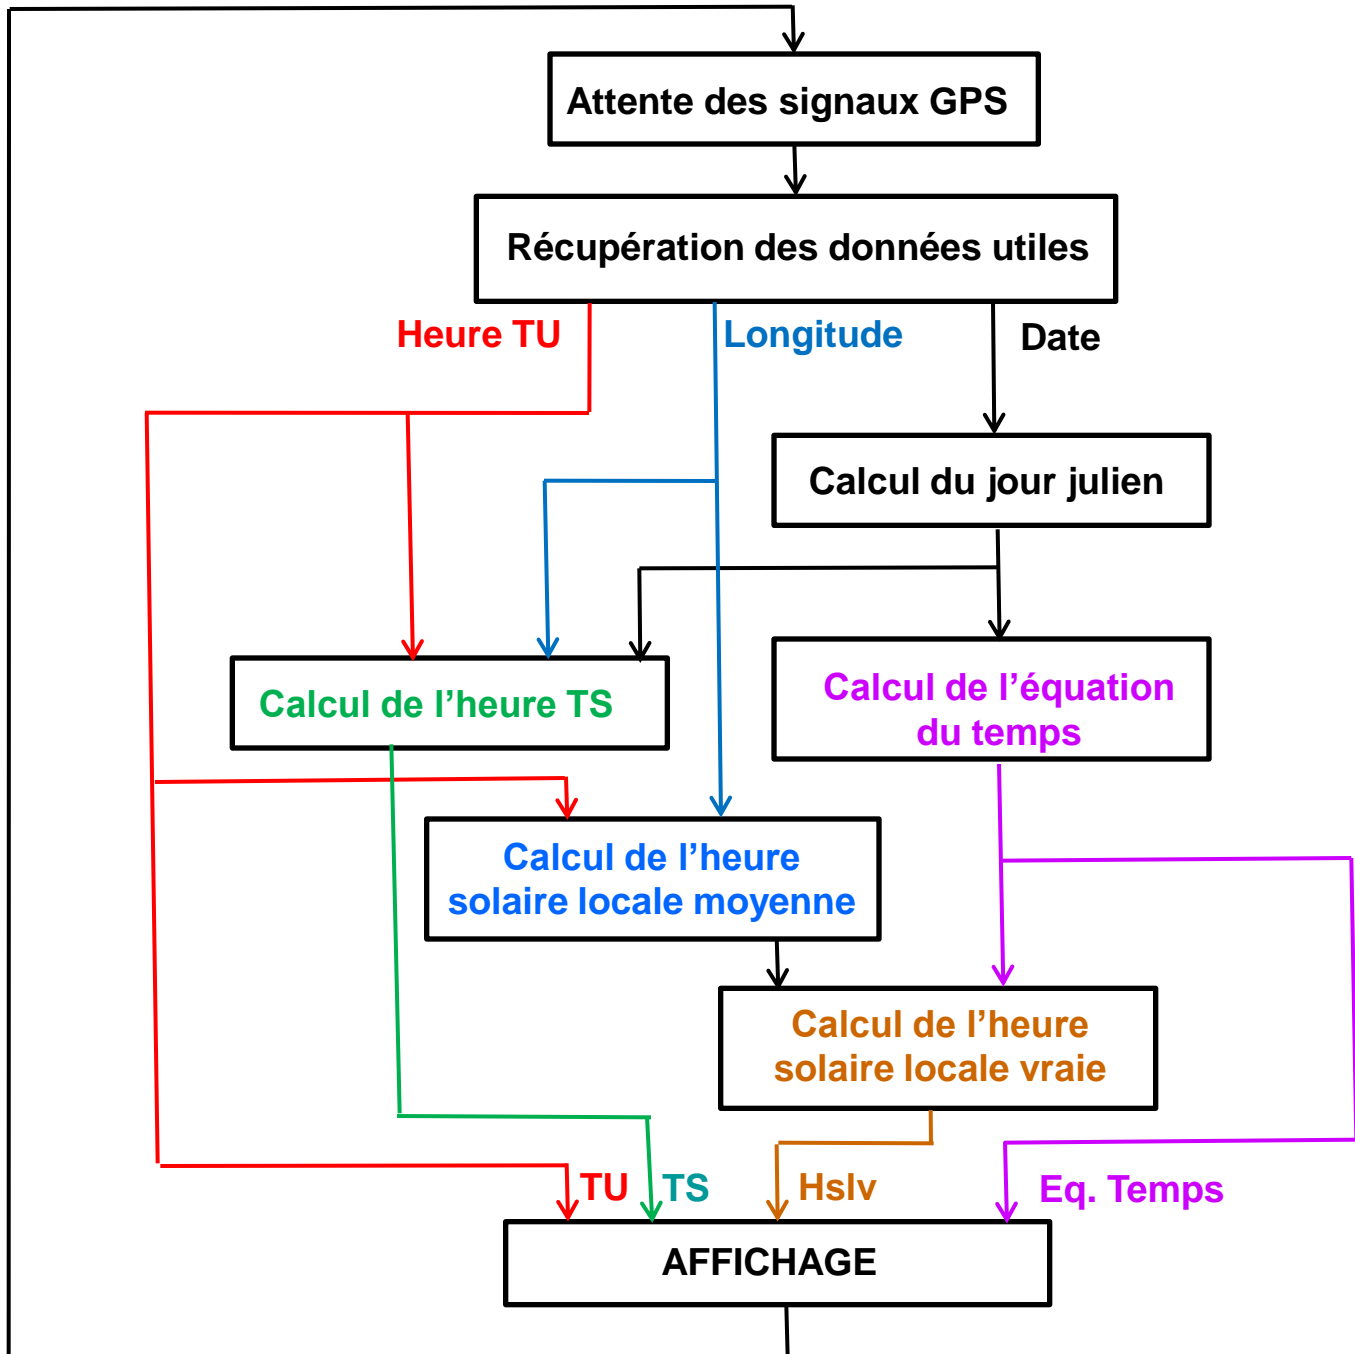 Attente des signaux GPS
Récupération des données utiles
Heure TU
Longitude
Date
Calcul du jour julien
Calcul de l’heure TS
Calcul de l’équation
du temps
Calcul de l’heure
solaire locale moyenne
Calcul de l’heure
solaire locale vraie
TU
TS
Hslv
Eq. Temps
AFFICHAGE